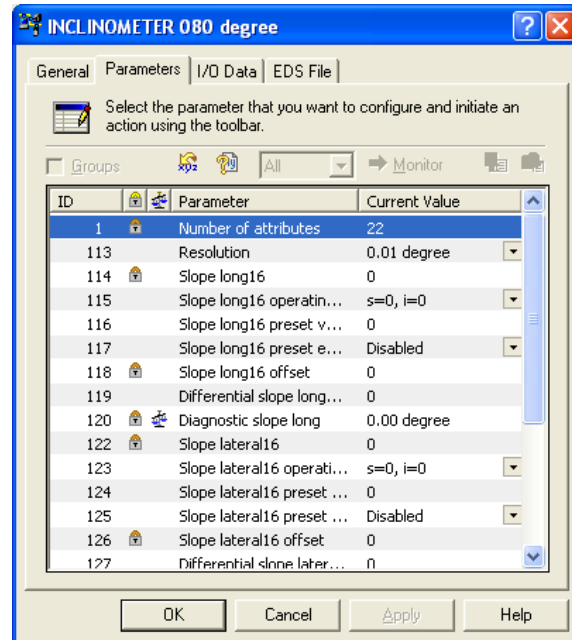 INCLINOMETER 080 degree
General Parameters I/O Data EDS File
Select the parameter that you want to configure and initiate an
action using the toolbar.
Groups All Monitor
ID Parameter Current Value
1 Number of attributes 22
113 Resolution 0.01 degree
114 Slope long16 0
115 Slope long16 operatin... s=0, i=0
116 Slope long16 preset v... 0
117 Slope long16 preset e... Disabled
118 Slope long16 offset 0
119 Differential slope long... 0
120 Diagnostic slope long 0.00 degree
122 Slope lateral16 0
123 Slope lateral16 operati... s=0, i=0
124 Slope lateral16 preset ... 0
125 Slope lateral16 preset ... Disabled
126 Slope lateral16 offset 0
127 Differential slope later... 0
OK Cancel Apply Help